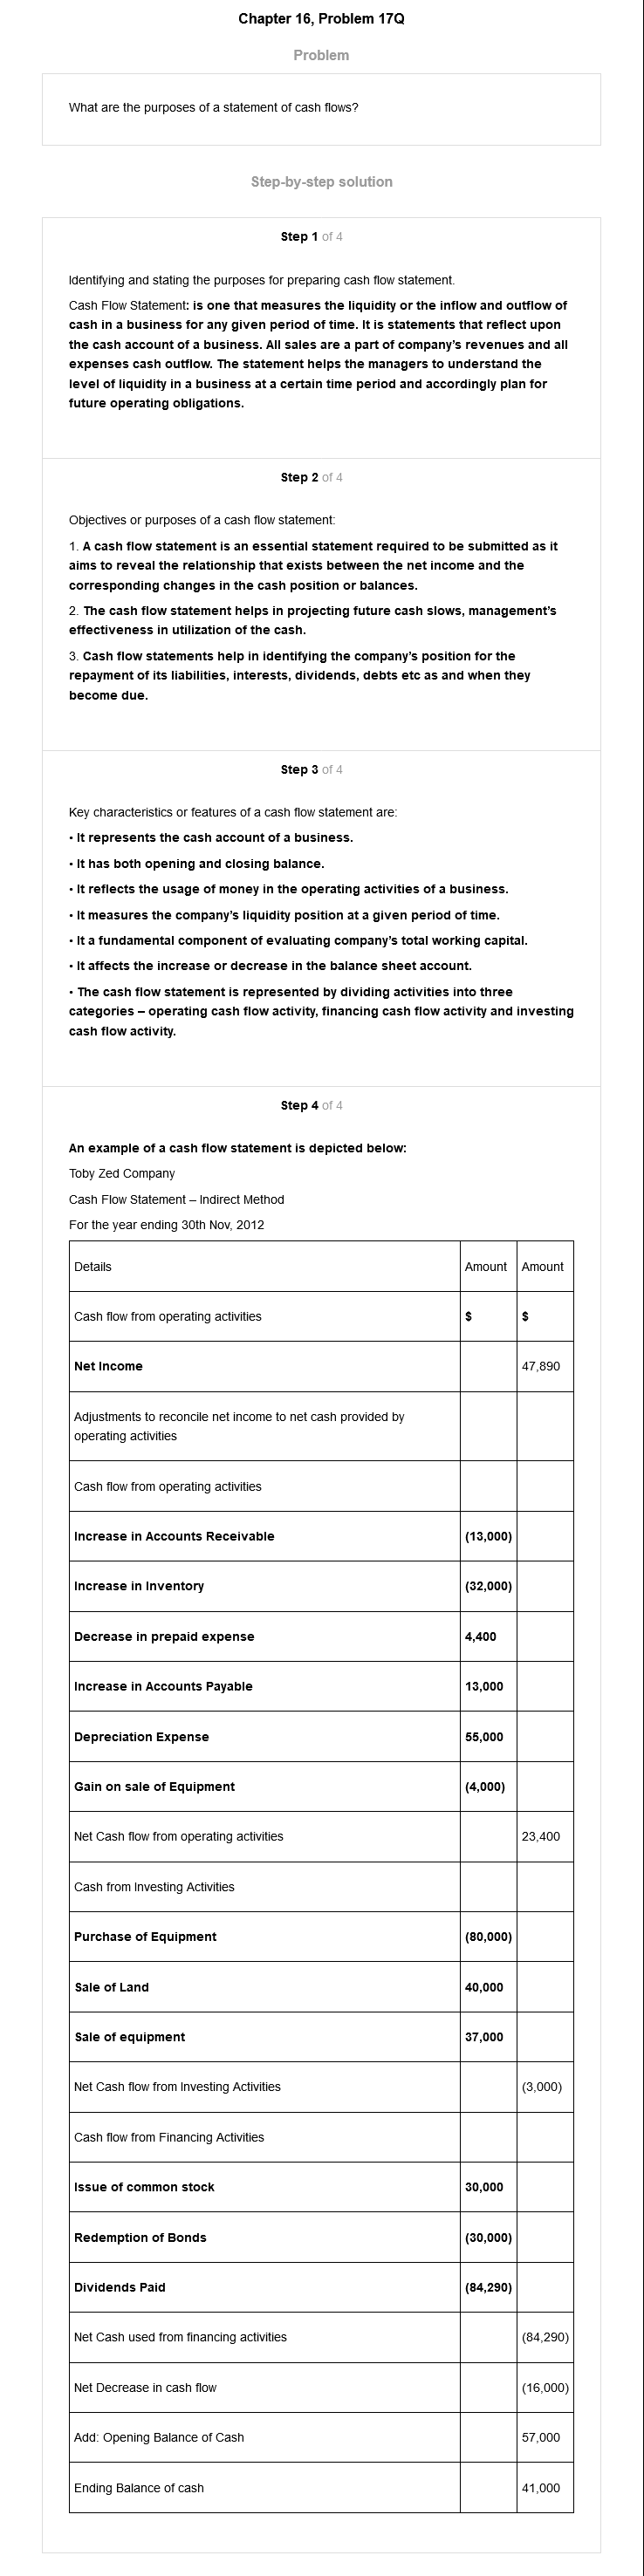 Chapter 16, Problem 17Q
Problem
What are the purposes of a statement of cash flows?
Step-by-step solution
Step 1 of 4
Identifying and stating the purposes for preparing cash flow statement.
Cash Flow Statement: is one that measures the liquidity or the inflow and outflow of
cash in a business for any given period of time. It is statements that reflect upon
the cash account of a business. All sales are a part of company's revenues and all
expenses cash outflow. The statement helps the managers to understand the
level of liquidity in a business at a certain time period and accordingly plan for
future operating obligations.
Step 2 of 4
Objectives or purposes of a cash flow statement:
1. A cash flow statement is an essential statement required to be submitted as it
aims to reveal the relationship that exists between the net income and the
corresponding changes in the cash position or balances.
2. The cash flow statement helps in projecting future cash slows, management's
effectiveness in utilization of the cash.
3. Cash flow statements help in identifying the company's position for the
repayment of its liabilities, interests, dividends, debts etc as and when they
become due.
Step 3 of 4
Key characteristics or features of a cash flow statement are:
• It represents the cash account of a business.
• It has both opening and closing balance.
• It reflects the usage of money in the operating activities of a business.
• It measures the company's liquidity position at a given period of time.
• It a fundamental component of evaluating company's total working capital.
• It affects the increase or decrease in the balance sheet account.
• The cash flow statement is represented by dividing activities into three
categories – operating cash flow activity, financing cash flow activity and investing
cash flow activity.
Step 4 of 4
An example of a cash flow statement is depicted below:
Toby Zed Company
Cash Flow Statement – Indirect Method
For the year ending 30th Nov, 2012
Details Amount Amount
Cash flow from operating activities $ $
Net Income 47,890
Adjustments to reconcile net income to net cash provided by
operating activities
Cash flow from operating activities
Increase in Accounts Receivable (13,000)
Increase in Inventory (32,000)
Decrease in prepaid expense 4,400
Increase in Accounts Payable 13,000
Depreciation Expense 55,000
Gain on sale of Equipment (4,000)
Net Cash flow from operating activities 23,400
Cash from Investing Activities
Purchase of Equipment (80,000)
Sale of Land 40,000
Sale of equipment 37,000
Net Cash flow from Investing Activities (3,000)
Cash flow from Financing Activities
Issue of common stock 30,000
Redemption of Bonds (30,000)
Dividends Paid (84,290)
Net Cash used from financing activities (84,290)
Net Decrease in cash flow (16,000)
Add: Opening Balance of Cash 57,000
Ending Balance of cash 41,000